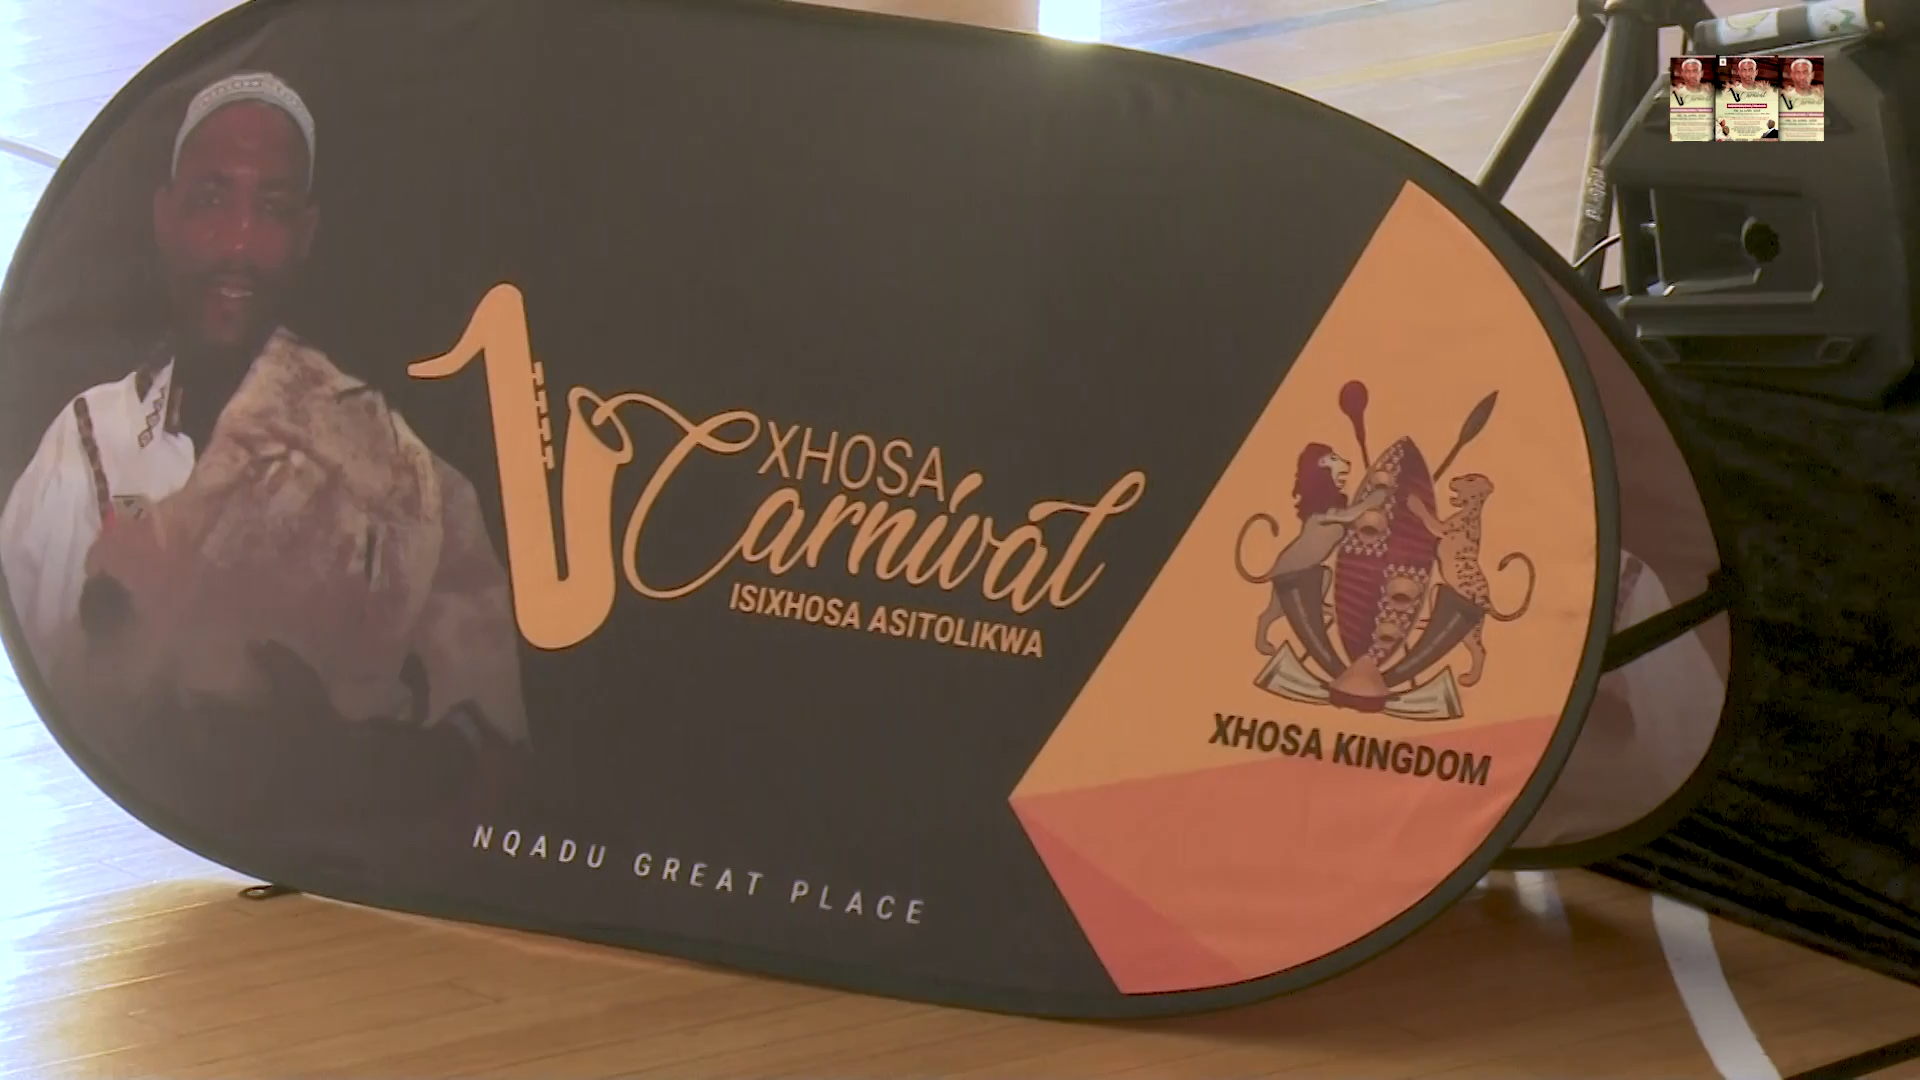 XHOSA
Carnival
ISIXHOSA ASITOLIKWA
XHOSA KINGDOM
NQADU GREAT PLACE